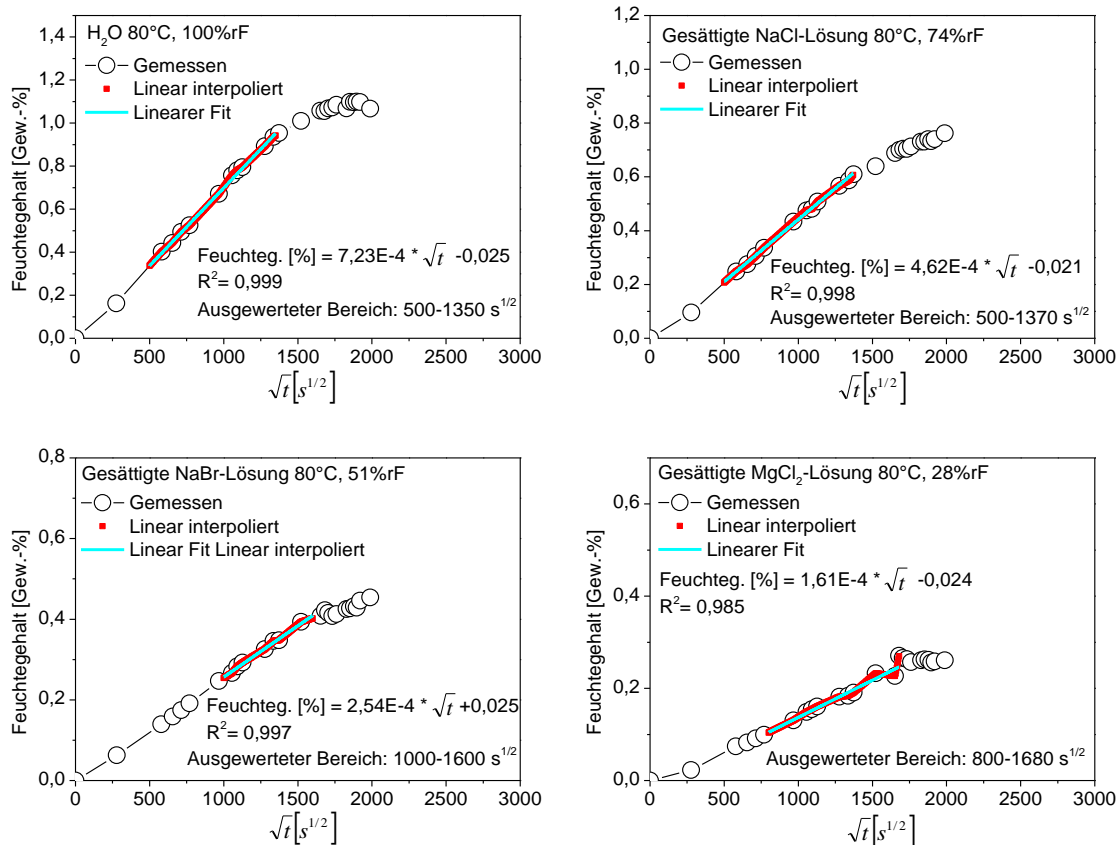 H₂O 80°C, 100%rF
Gemessen
Linear interpoliert
Linearer Fit
Feuchteg. [%] = 7,23E-4 * √t -0,025
R²= 0,999
Ausgewerteter Bereich: 500-1350 s^1/2
Feuchtegehalt [Gew.-%]
1,4
1,2
1,0
0,8
0,6
0,4
0,2
0,0
0 500 1000 1500 2000 2500 3000
√t[s^1/2]
Gesättigte NaCl-Lösung 80°C, 74%rF
Gemessen
Linear interpoliert
Linearer Fit
Feuchteg. [%] = 4,62E-4 * √t -0,021
R²= 0,998
Ausgewerteter Bereich: 500-1370 s^1/2
Feuchtegehalt [Gew.-%]
1,2
1,0
0,8
0,6
0,4
0,2
0,0
0 500 1000 1500 2000 2500 3000
√t[s^1/2]
Gesättigte NaBr-Lösung 80°C, 51%rF
Gemessen
Linear interpoliert
Linear Fit Linear interpoliert
Feuchteg. [%] = 2,54E-4 * √t +0,025
R²= 0,997
Ausgewerteter Bereich: 1000-1600 s^1/2
Feuchtegehalt [Gew.-%]
0,8
0,6
0,4
0,2
0,0
0 500 1000 1500 2000 2500 3000
√t[s^1/2]
Gesättigte MgCl₂-Lösung 80°C, 28%rF
Gemessen
Linear interpoliert
Linearer Fit
Feuchteg. [%] = 1,61E-4 * √t -0,024
R²= 0,985
Ausgewerteter Bereich: 800-1680 s^1/2
Feuchtegehalt [Gew.-%]
0,6
0,4
0,2
0,0
0 500 1000 1500 2000 2500 3000
√t[s^1/2]